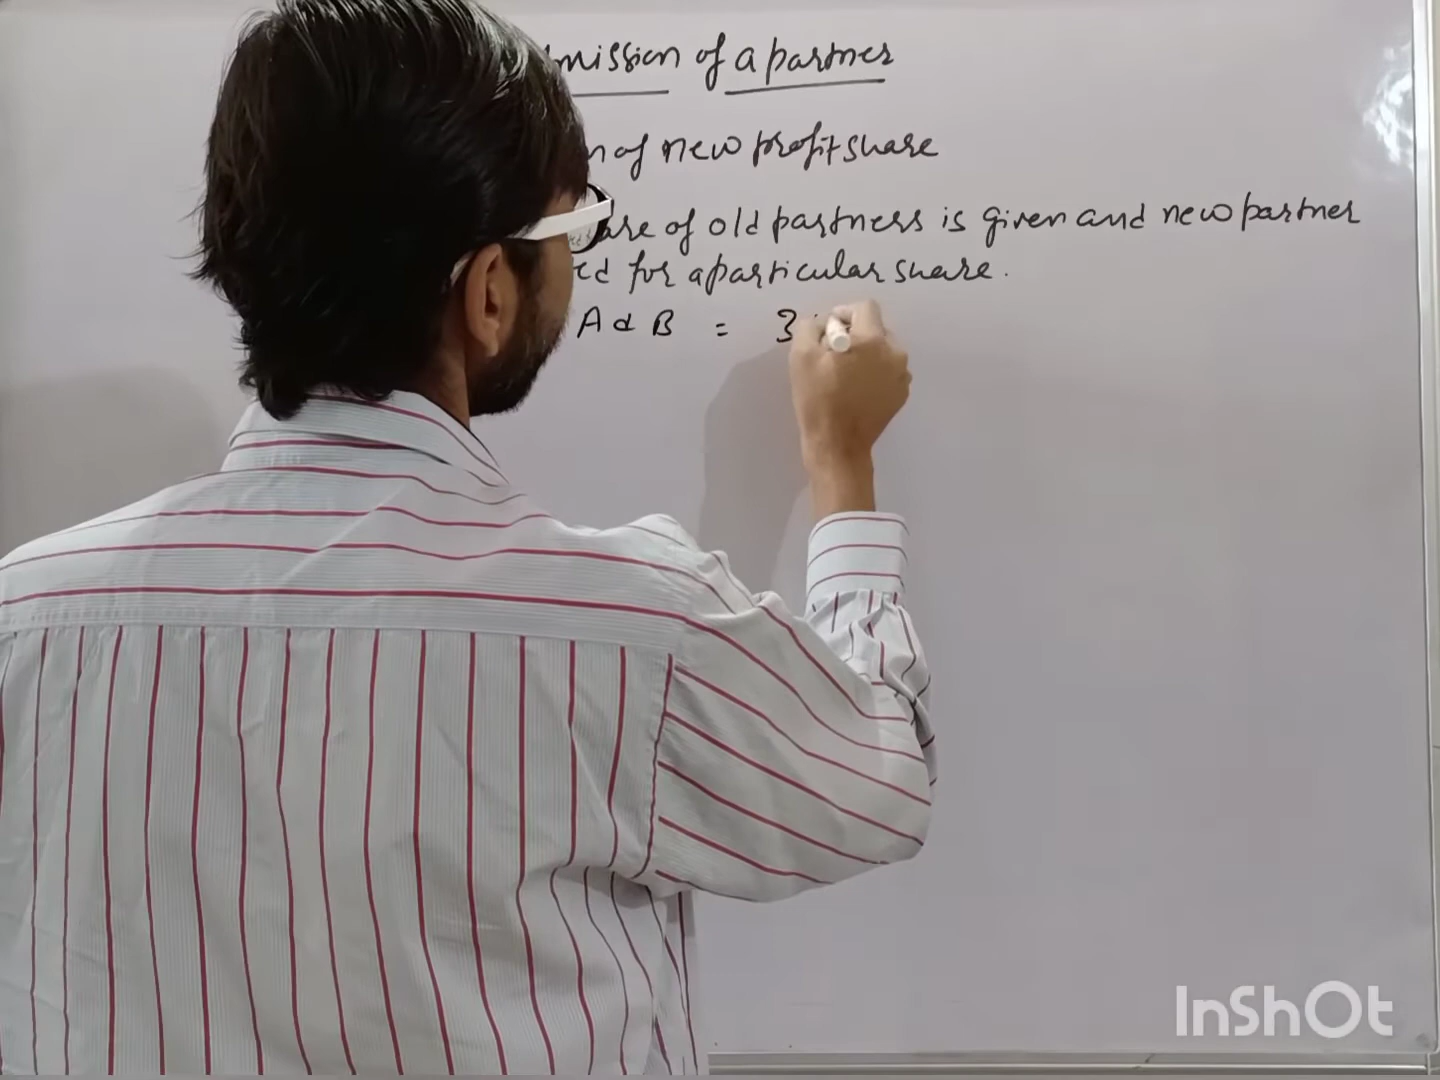 mission of a partner
n of new profit share
are of old partners is given and new partner
ed for a particular share.
A & B = 3
InShOt